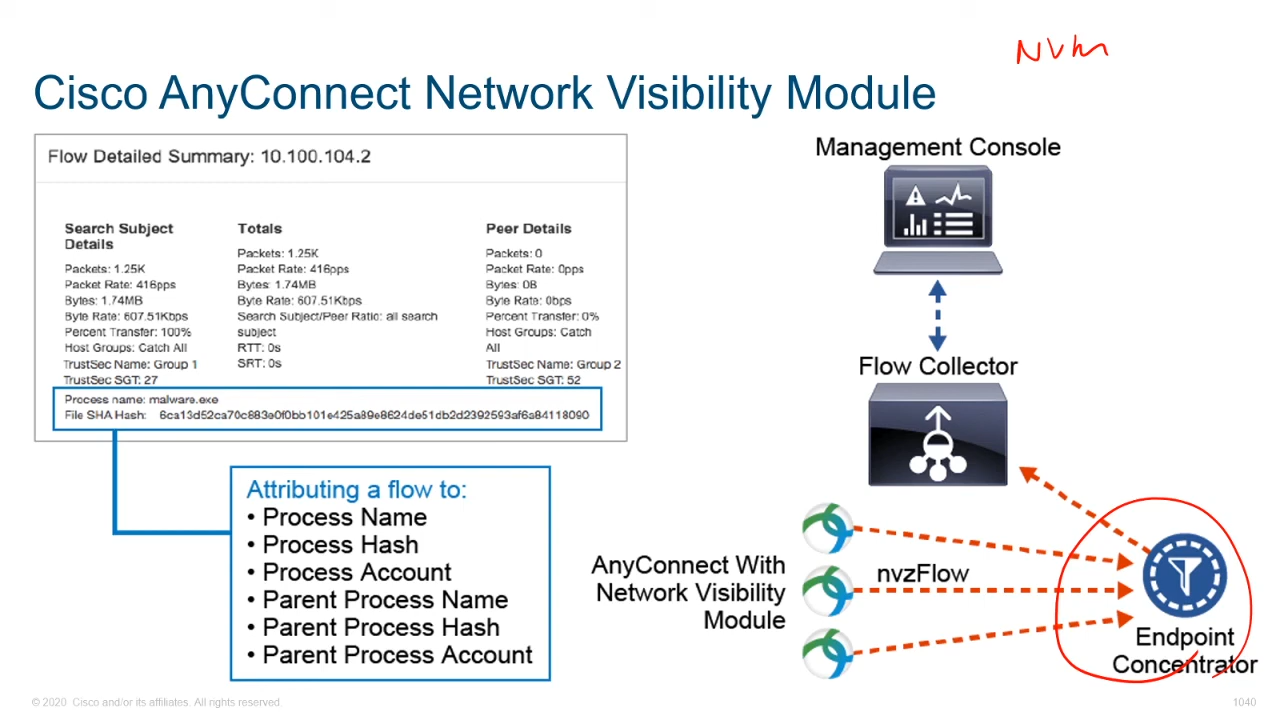 NVM
Cisco AnyConnect Network Visibility Module
Flow Detailed Summary: 10.100.104.2
Search Subject
Details
Packets: 1.25K
Packet Rate: 416pps
Bytes: 1.74MB
Byte Rate: 607.51Kbps
Percent Transfer: 100%
Host Groups: Catch All
TrustSec Name: Group 1
TrustSec SGT: 27
Totals
Packets: 1.25K
Packet Rate: 416pps
Bytes: 1.74MB
Byte Rate: 607.51Kbps
Search Subject/Peer Ratio: all search
subject
RTT: 0s
SRT: 0s
Peer Details
Packets: 0
Packet Rate: 0pps
Bytes: 0B
Byte Rate: 0bps
Percent Transfer: 0%
Host Groups: Catch
All
TrustSec Name: Group 2
TrustSec SGT: 52
Process name: malware.exe
File SHA Hash:
Attributing a flow to:
• Process Name
• Process Hash
• Process Account
• Parent Process Name
• Parent Process Hash
• Parent Process Account
Management Console
Flow Collector
AnyConnect With
Network Visibility
Module
nvzFlow
Endpoint
Concentrator
© 2020 Cisco and/or its affiliates. All rights reserved.
1040